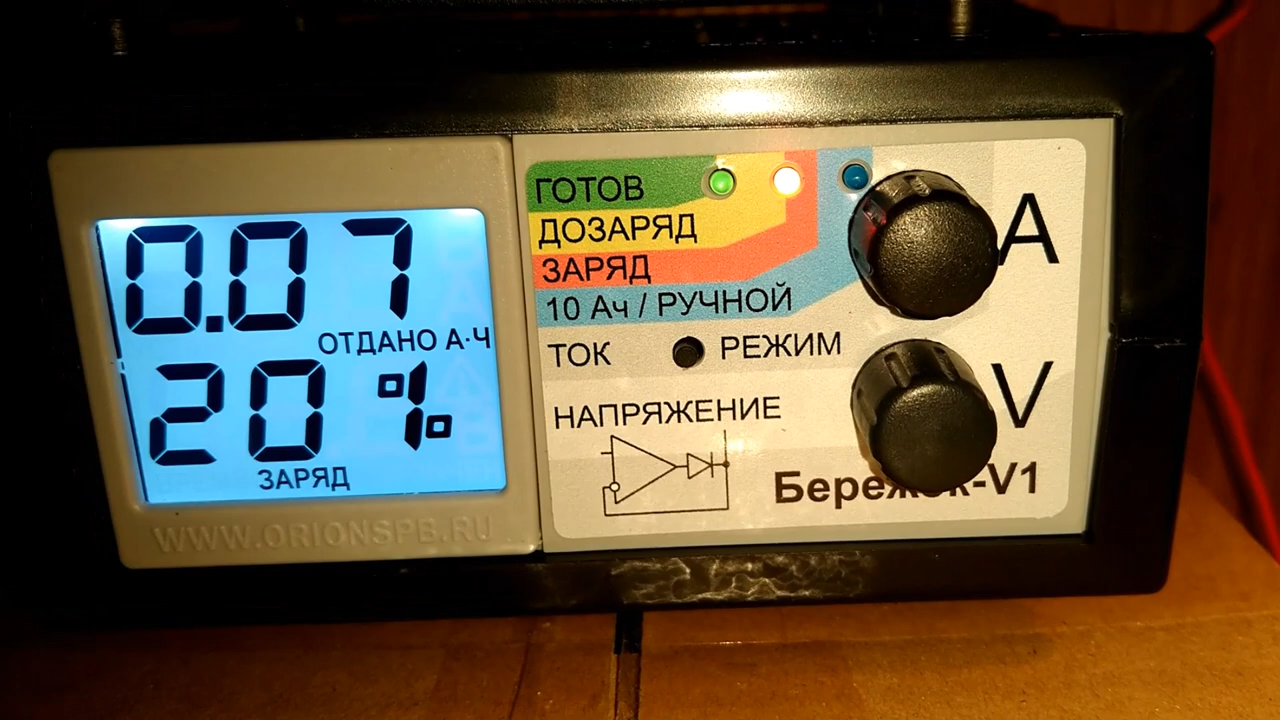 0.07
ОТДАНО А·Ч
20%
ЗАРЯД
WWW.ORIONSPB.RU
ГОТОВ
ДОЗАРЯД
ЗАРЯД
10 Ач / РУЧНОЙ
ТОК
РЕЖИМ
НАПРЯЖЕНИЕ
A
V
Бережок-V1